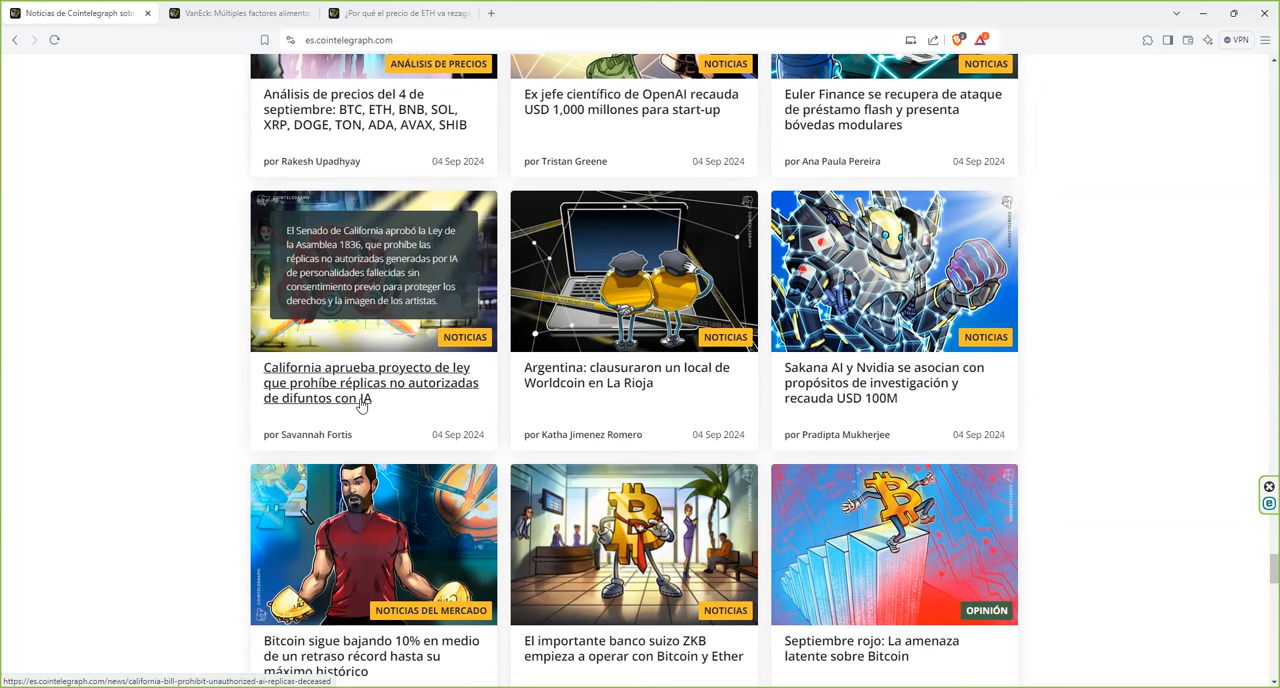 Noticias de Cointelegraph sob
VanEck: Múltiples factores alimenta
¿Por qué el precio de ETH va rezag
es.cointelegraph.com
VPN
ANÁLISIS DE PRECIOS
NOTICIAS
NOTICIAS
Análisis de precios del 4 de
septiembre: BTC, ETH, BNB, SOL,
XRP, DOGE, TON, ADA, AVAX, SHIB
por Rakesh Upadhyay
04 Sep 2024
Ex jefe científico de OpenAI recauda
USD 1,000 millones para start-up
por Tristan Greene
04 Sep 2024
Euler Finance se recupera de ataque
de préstamo flash y presenta
bóvedas modulares
por Ana Paula Pereira
04 Sep 2024
COINTELEGRAPH
El Senado de California aprobó la Ley de
la Asamblea 1836, que prohíbe las
réplicas no autorizadas generadas por IA
de personalidades fallecidas sin
consentimiento previo para proteger los
derechos y la imagen de los artistas.
NOTICIAS
California aprueba proyecto de ley
que prohíbe réplicas no autorizadas
de difuntos con IA
por Savannah Fortis
04 Sep 2024
COINTELEGRAPH
NOTICIAS
Argentina: clausuraron un local de
Worldcoin en La Rioja
por Katha Jimenez Romero
04 Sep 2024
COINTELEGRAPH
NOTICIAS
Sakana AI y Nvidia se asocian con
propósitos de investigación y
recauda USD 100M
por Pradipta Mukherjee
04 Sep 2024
COINTELEGRAPH
NOTICIAS DEL MERCADO
Bitcoin sigue bajando 10% en medio
de un retraso récord hasta su
máximo histórico
COINTELEGRAPH
NOTICIAS
El importante banco suizo ZKB
empieza a operar con Bitcoin y Ether
COINTELEGRAPH
OPINIÓN
Septiembre rojo: La amenaza
latente sobre Bitcoin
https://es.cointelegraph.com/news/california-bill-prohibit-unauthorized-ai-replicas-deceased